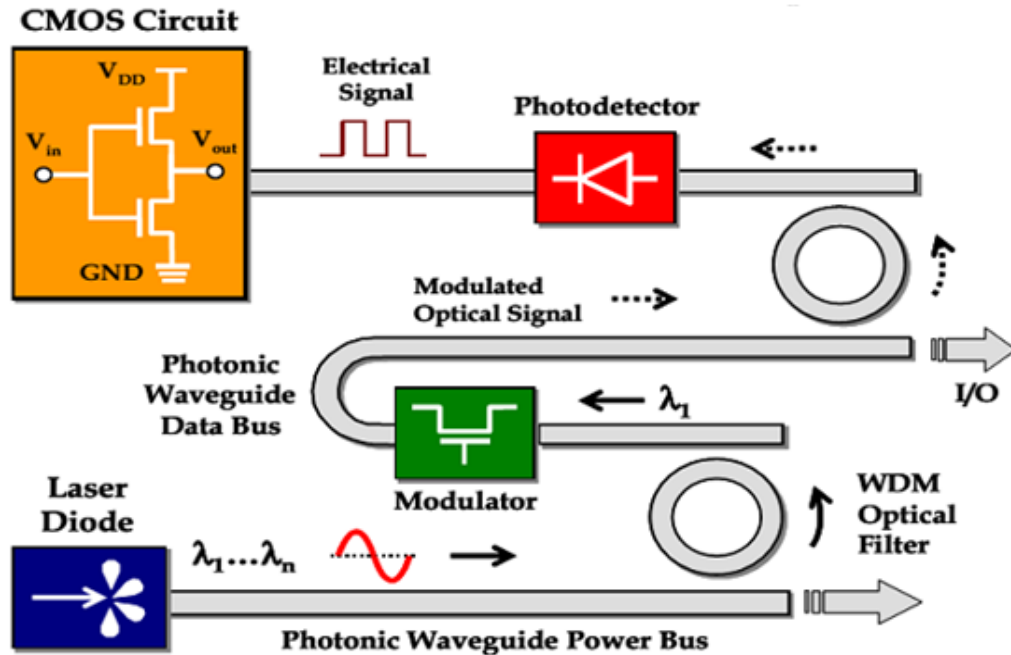 CMOS Circuit
V_DD
V_in
V_out
GND
Electrical
Signal
Photodetector
Modulated
Optical Signal
I/O
Photonic
Waveguide
Data Bus
λ₁
Modulator
WDM
Optical
Filter
Laser
Diode
λ₁...λₙ
Photonic Waveguide Power Bus